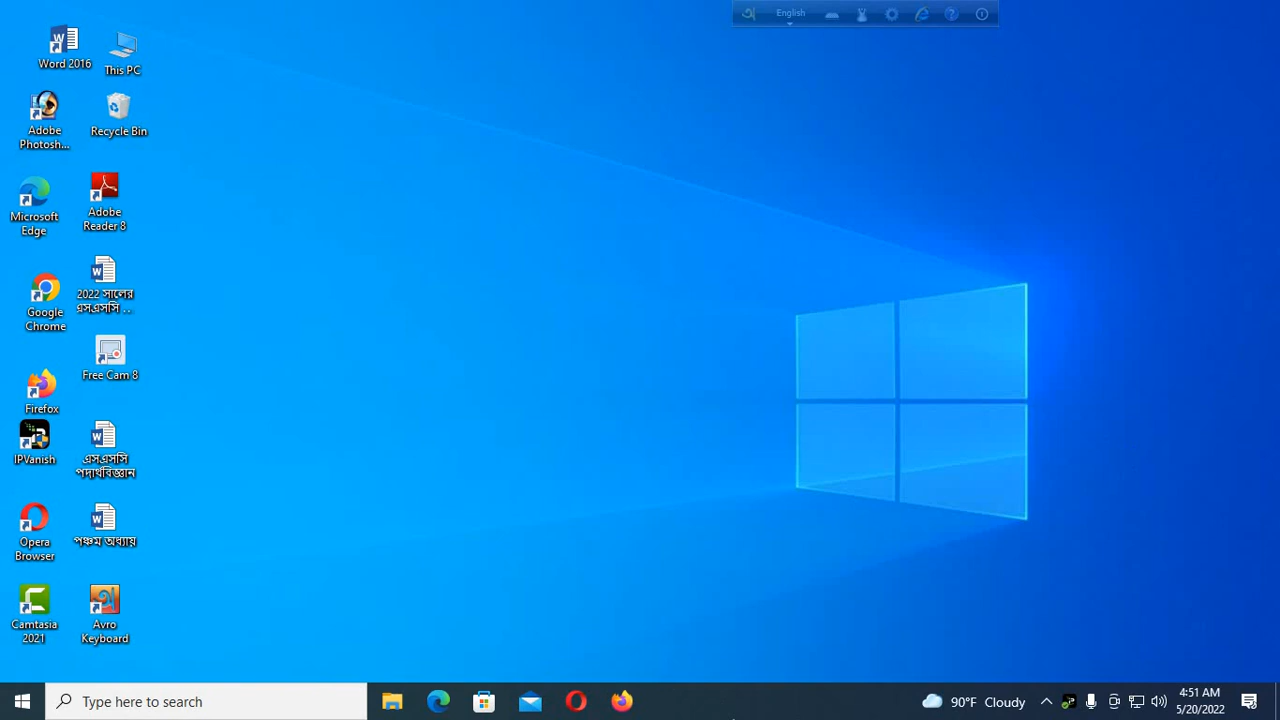 English
Word 2016
This PC
Adobe
Photosh...
Recycle Bin
Microsoft
Edge
Adobe
Reader 8
2022 সালের
এসএসসি ...
Google
Chrome
Free Cam 8
Firefox
IPVanish
এসএসসি
পদার্থবিজ্ঞান
Opera
Browser
পঞ্চম অধ্যায়
Camtasia
2021
Avro
Keyboard
Type here to search
90°F Cloudy
4:51 AM
5/20/2022